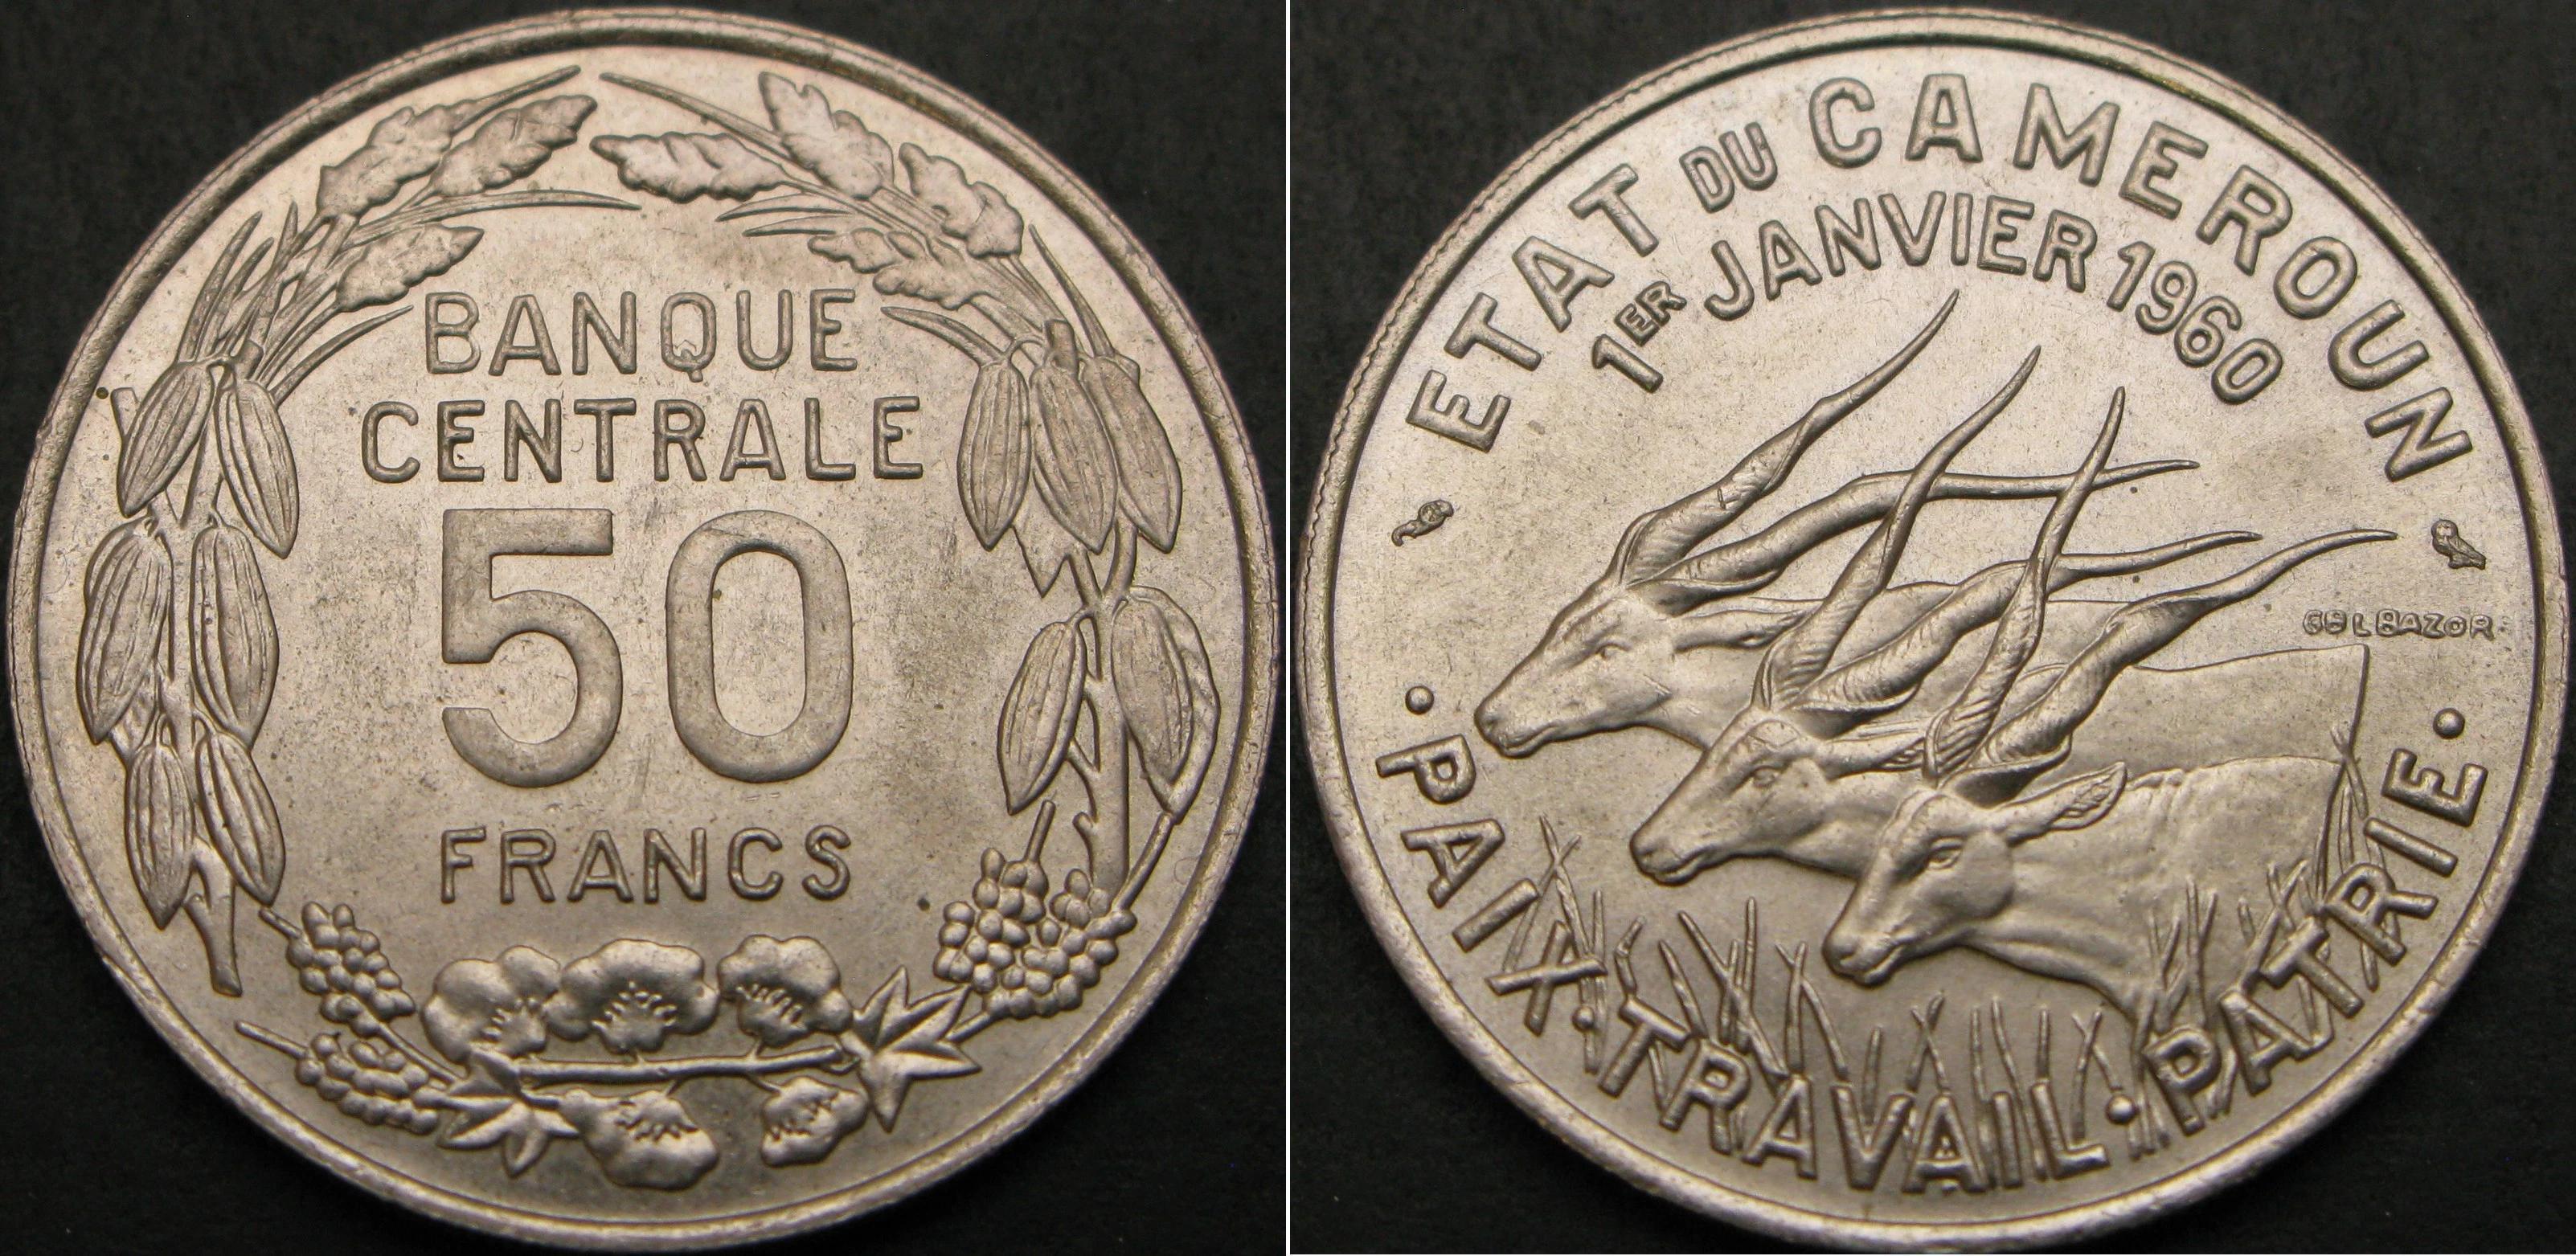 BANQUE
CENTRALE
50
FRANCS
ETAT DU CAMEROUN
1ER JANVIER 1960
G B L BAZOR
· PAIX · TRAVAIL · PATRIE ·